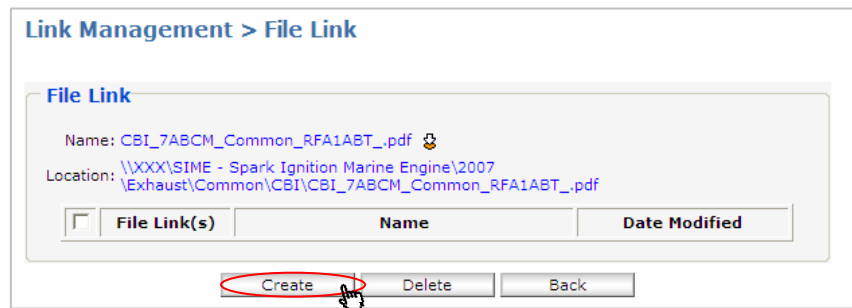 Link Management > File Link
File Link
Name: CBI_7ABCM_Common_RFA1ABT_.pdf
Location: \\XXX\SIME - Spark Ignition Marine Engine\2007
\Exhaust\Common\CBI\CBI_7ABCM_Common_RFA1ABT_.pdf
File Link(s) Name Date Modified
Create Delete Back